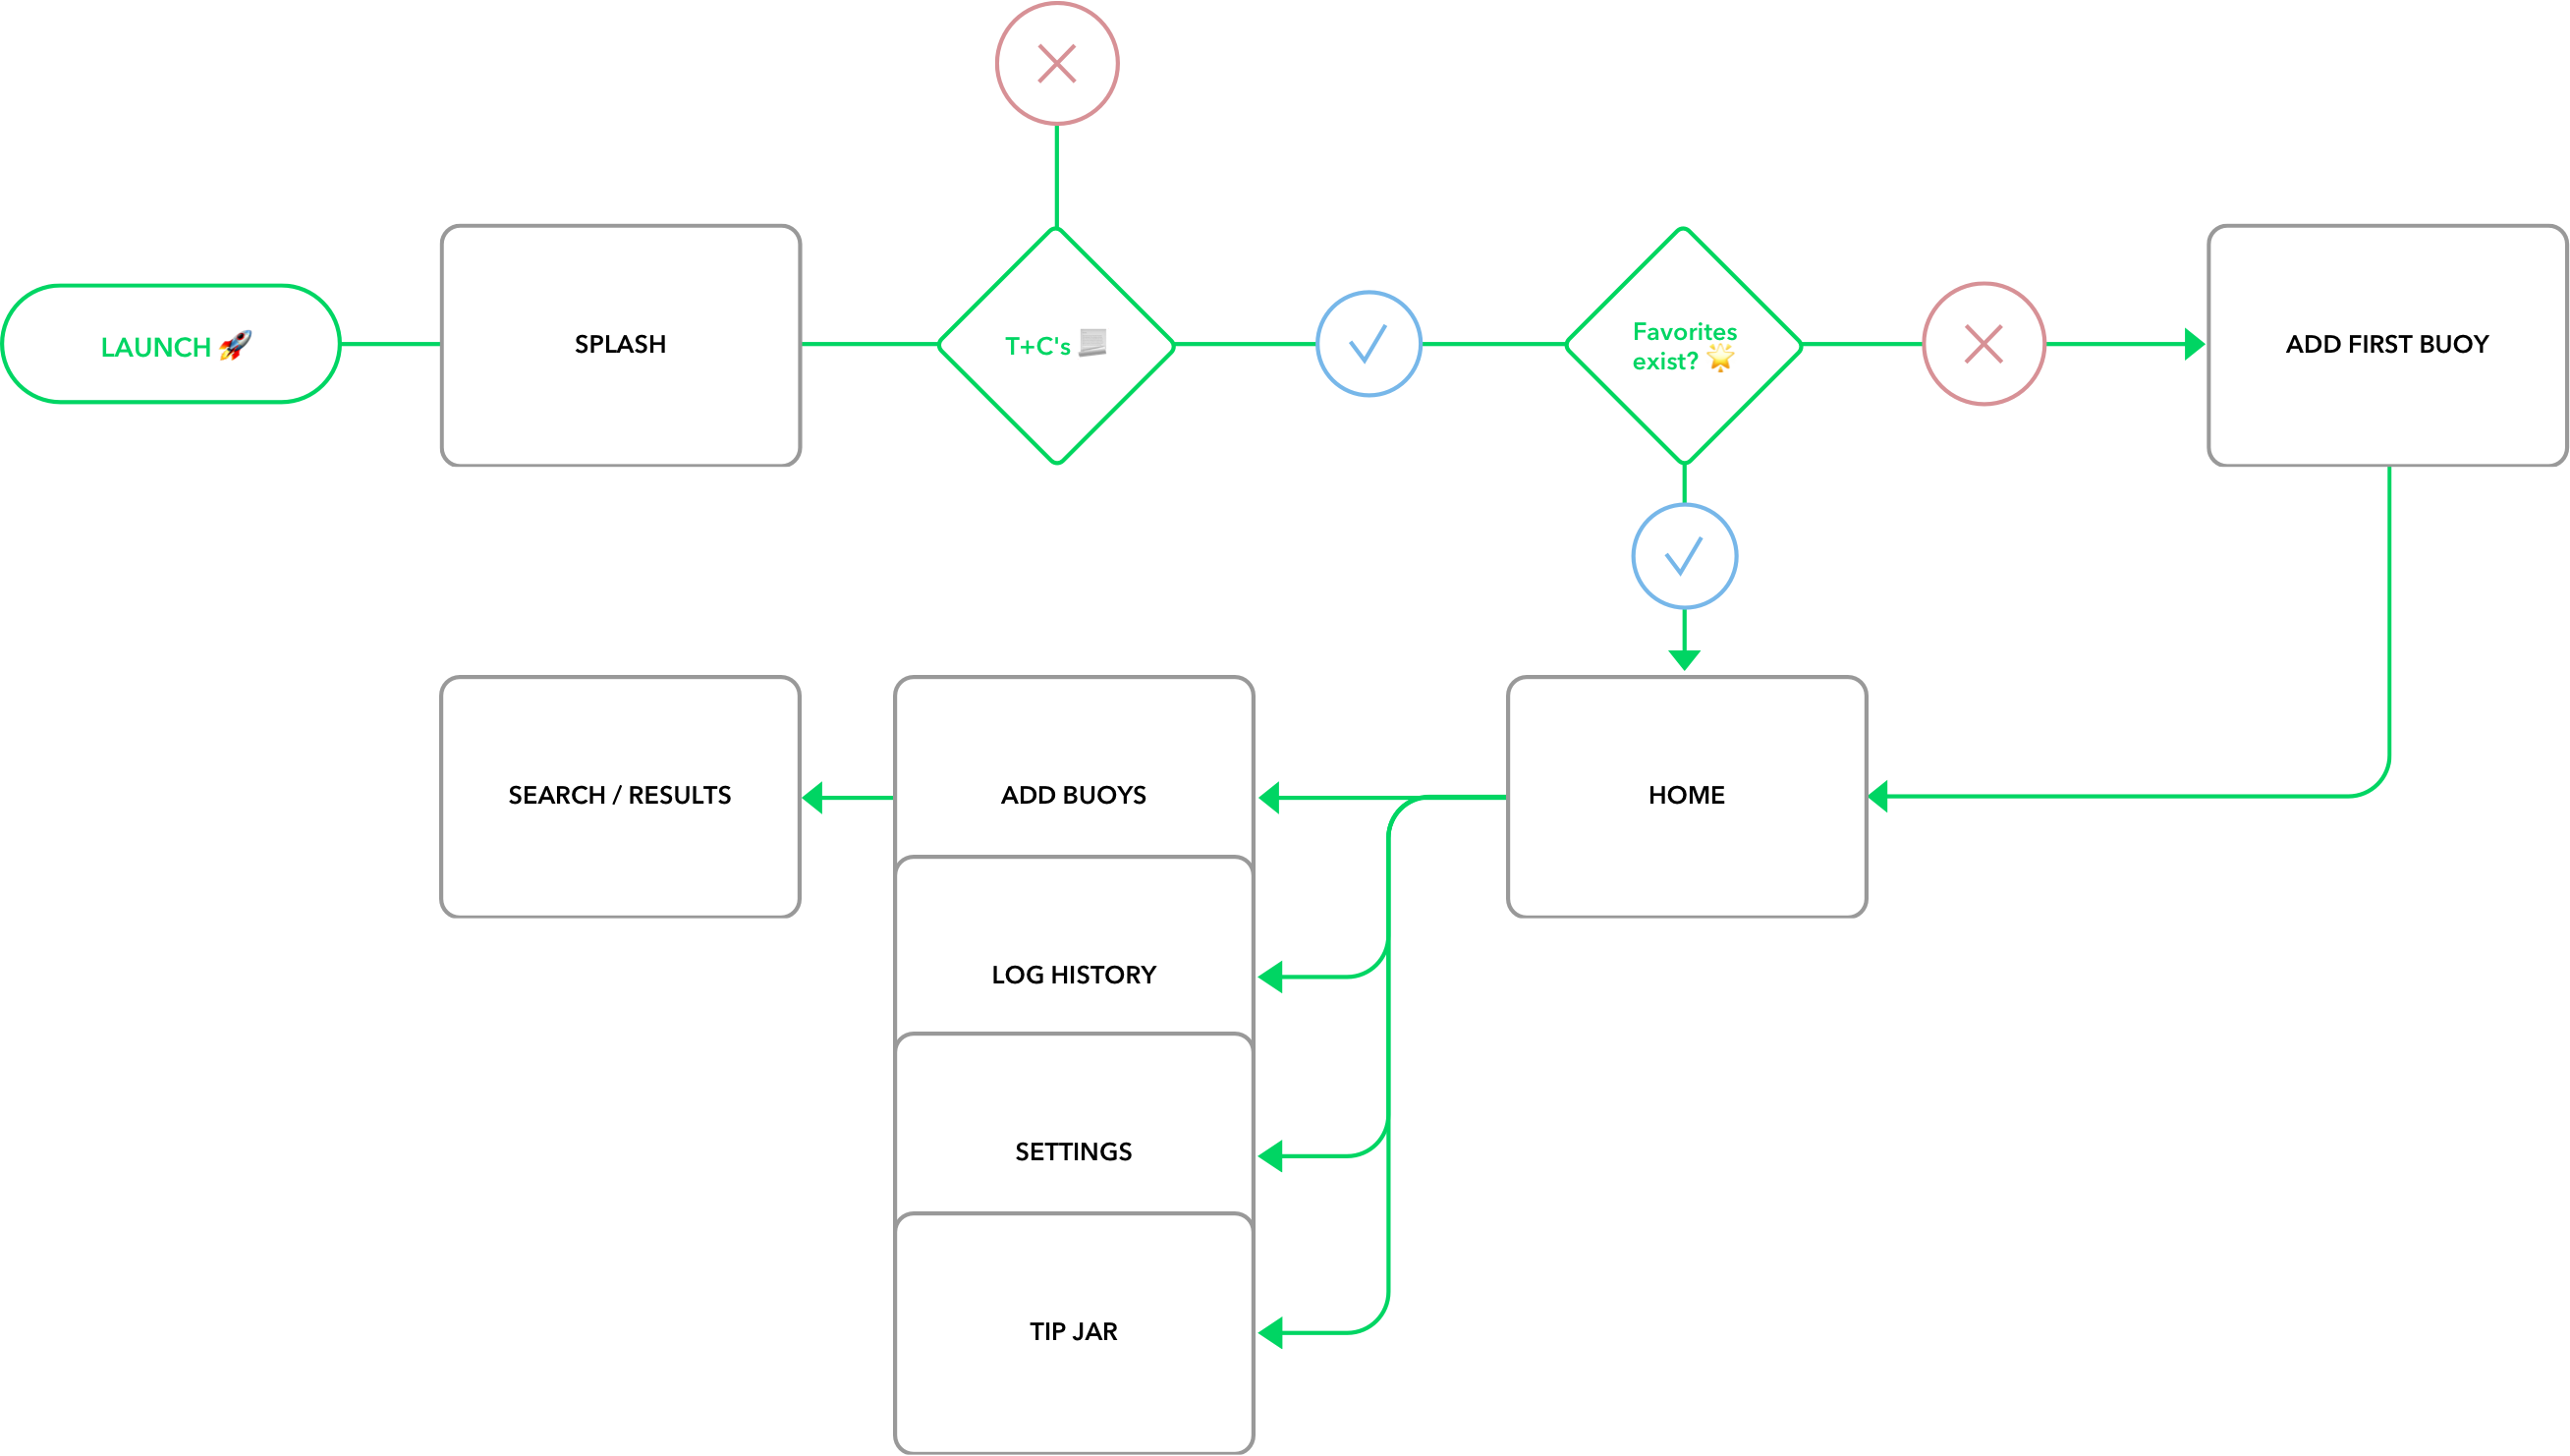 LAUNCH 🚀
SPLASH
T+C's 📃
Favorites
exist? 🌟
ADD FIRST BUOY
SEARCH / RESULTS
ADD BUOYS
HOME
LOG HISTORY
SETTINGS
TIP JAR